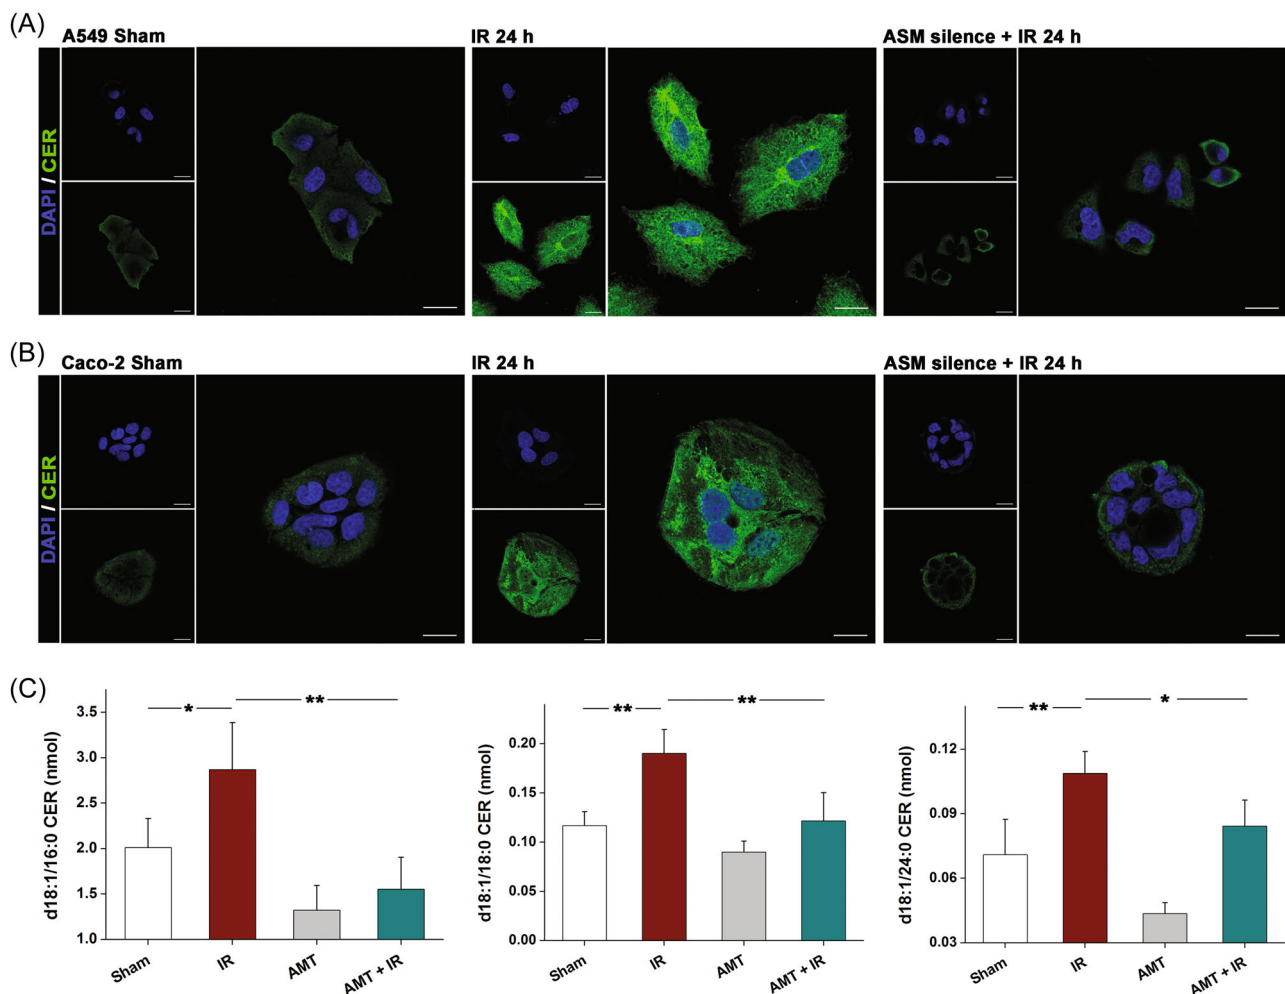 (A)
A549 Sham
IR 24 h
ASM silence + IR 24 h
DAPI / CER
(B)
Caco-2 Sham
IR 24 h
ASM silence + IR 24 h
DAPI / CER
(C)
d18:1/16:0 CER (nmol)
3.5
3.0
2.5
2.0
1.5
1.0
*
**
Sham
IR
AMT
AMT + IR
d18:1/18:0 CER (nmol)
0.20
0.15
0.10
0.05
0.00
**
**
Sham
IR
AMT
AMT + IR
d18:1/24:0 CER (nmol)
0.12
0.09
0.06
0.03
**
*
Sham
IR
AMT
AMT + IR